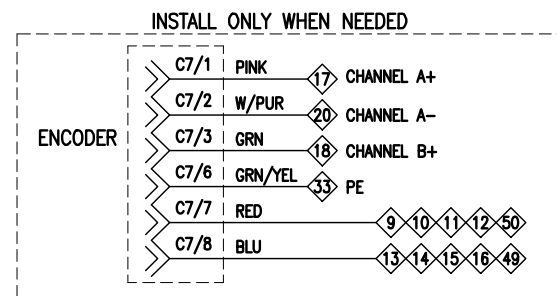 INSTALL ONLY WHEN NEEDED
C7/1 PINK 17 CHANNEL A+
C7/2 W/PUR 20 CHANNEL A-
ENCODER C7/3 GRN 18 CHANNEL B+
C7/6 GRN/YEL 33 PE
C7/7 RED 9 10 11 12 50
C7/8 BLU 13 14 15 16 49